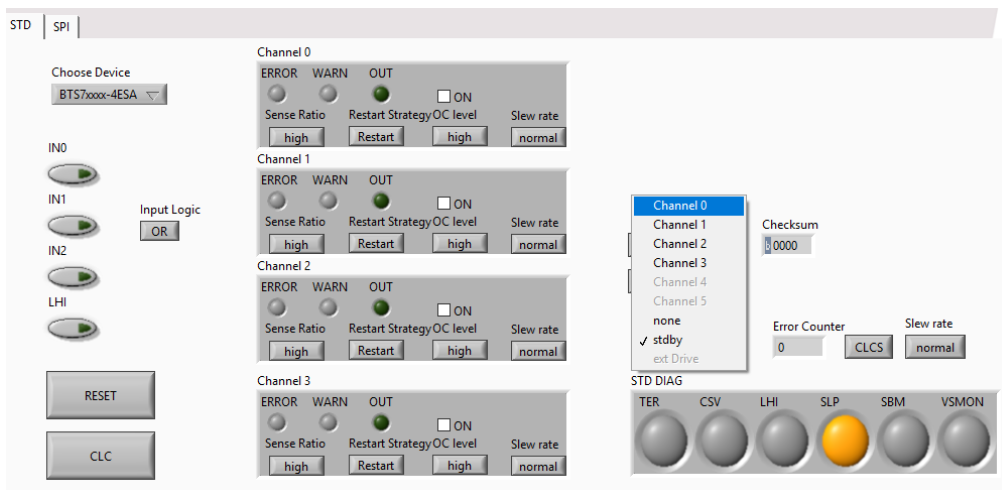 STD
SPI
Choose Device
BTS7xxxx-4ESA
IN0
IN1
IN2
LHI
Input Logic
OR
RESET
CLC
Channel 0
ERROR WARN OUT
ON
Sense Ratio Restart Strategy OC level Slew rate
high Restart high normal
Channel 1
ERROR WARN OUT
ON
Sense Ratio Restart Strategy OC level Slew rate
high Restart high normal
Channel 2
ERROR WARN OUT
ON
Sense Ratio Restart Strategy OC level Slew rate
high Restart high normal
Channel 3
ERROR WARN OUT
ON
Sense Ratio Restart Strategy OC level Slew rate
high Restart high normal
Channel 0
Channel 1
Channel 2
Channel 3
Channel 4
Channel 5
none
✓ stdby
ext Drive
Checksum
0000
Error Counter
0
CLCS
Slew rate
normal
STD DIAG
TER CSV LHI SLP SBM VSMON